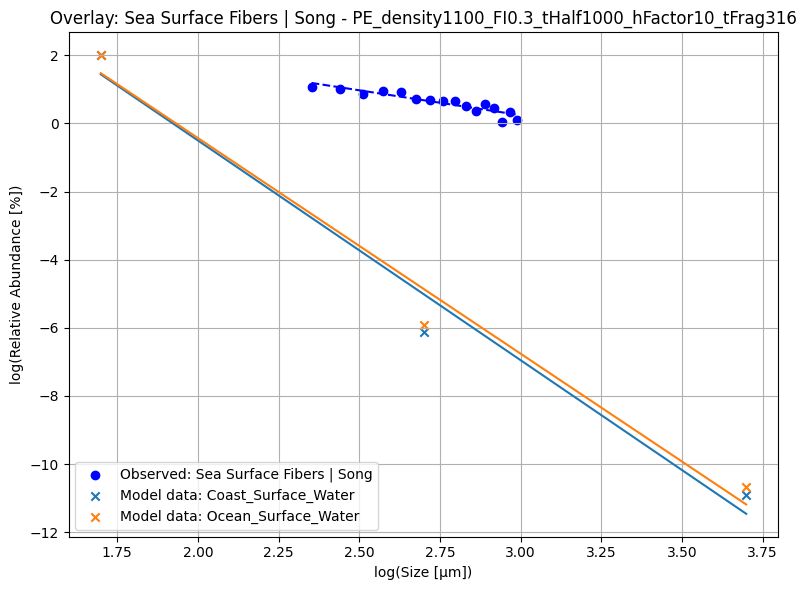 Overlay: Sea Surface Fibers | Song - PE_density1100_FI0.3_tHalf1000_hFactor10_tFrag316
log(Relative Abundance [%])
2
0
−2
−4
−6
−8
−10
−12
Observed: Sea Surface Fibers | Song
Model data: Coast_Surface_Water
Model data: Ocean_Surface_Water
1.75 2.00 2.25 2.50 2.75 3.00 3.25 3.50 3.75
log(Size [μm])